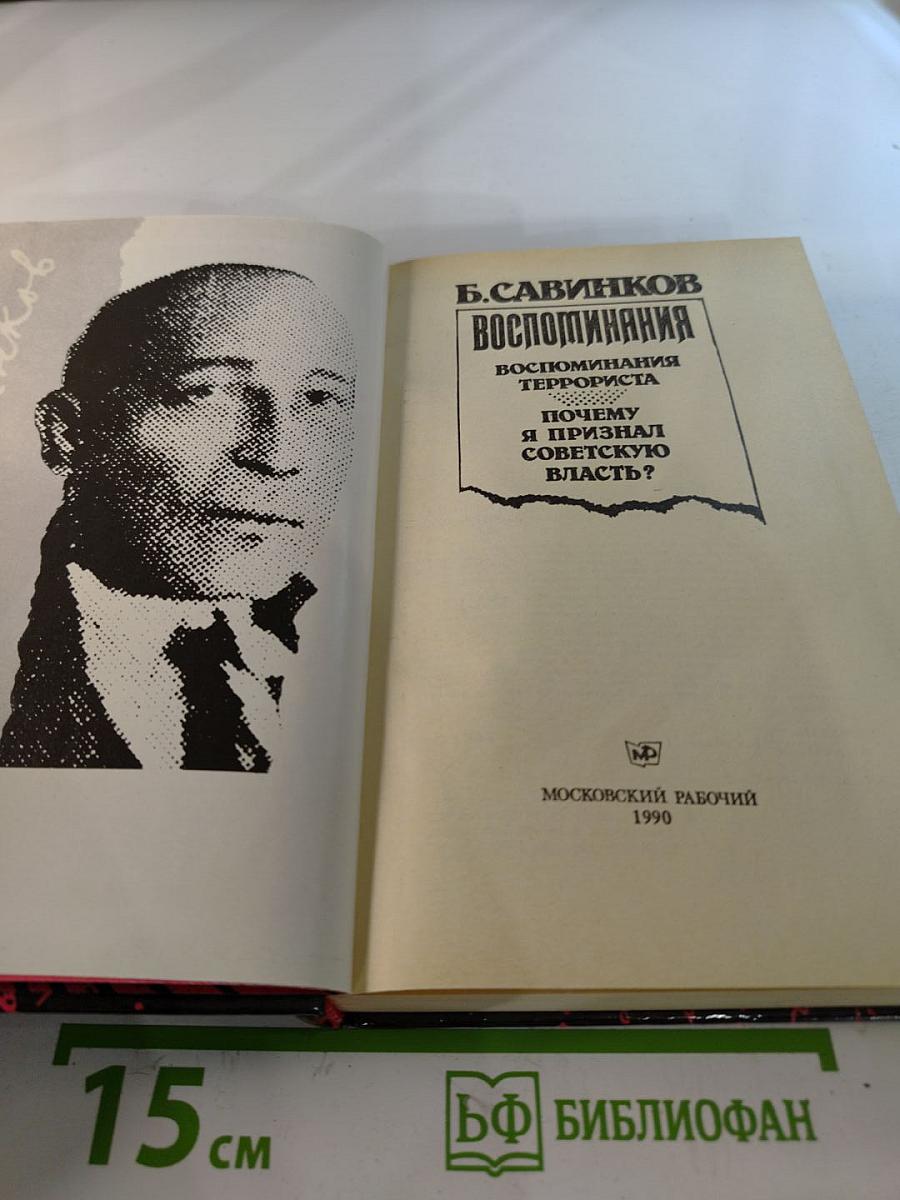 Б.САВИНКОВ
ВОСПОМИНАНИЯ
ВОСПОМИНАНИЯ
ТЕРРОРИСТА
ПОЧЕМУ
Я ПРИЗНАЛ
СОВЕТСКУЮ
ВЛАСТЬ?
МР
МОСКОВСКИЙ РАБОЧИЙ
1990
15 см
БФ БИБЛИОФАН